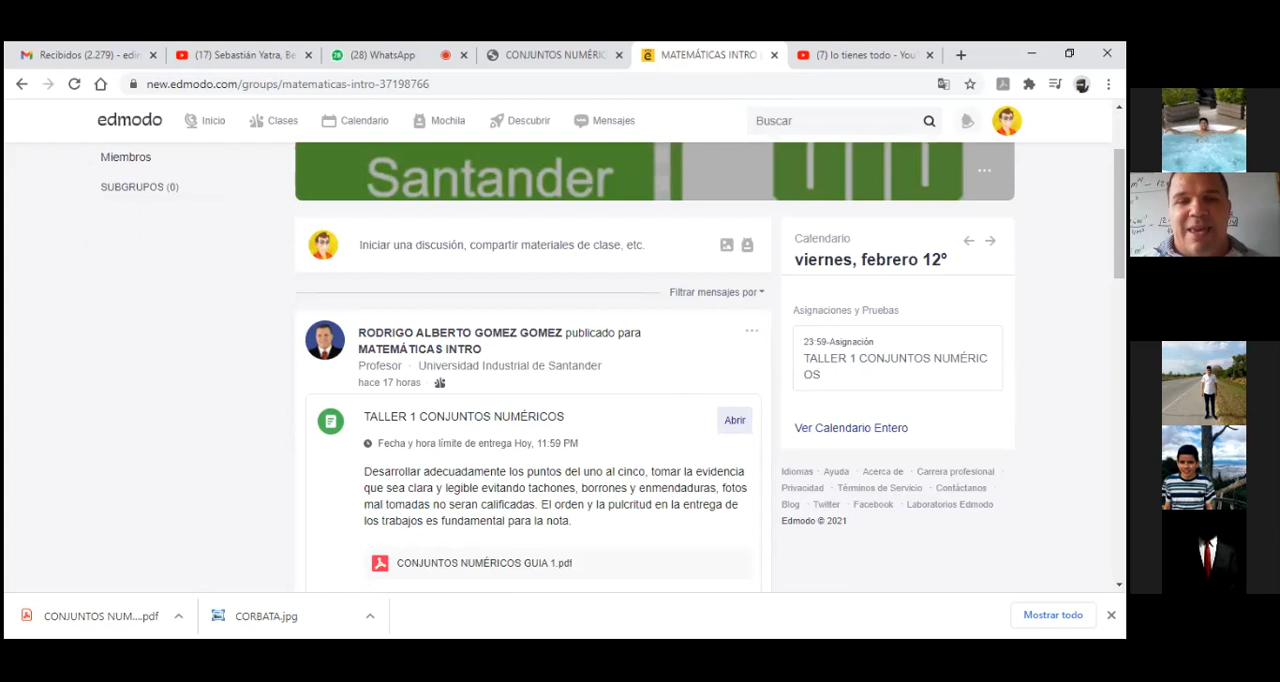 Recibidos (2.279) - edin
(17) Sebastián Yatra, Be
(28) WhatsApp
CONJUNTOS NUMÉRIC
MATEMÁTICAS INTRO
(7) lo tienes todo - You
new.edmodo.com/groups/matematicas-intro-37198766
edmodo
Inicio
Clases
Calendario
Mochila
Descubrir
Mensajes
Buscar
Miembros
SUBGRUPOS (0)
Santander
Iniciar una discusión, compartir materiales de clase, etc.
Filtrar mensajes por
RODRIGO ALBERTO GOMEZ GOMEZ publicado para
MATEMÁTICAS INTRO
Profesor · Universidad Industrial de Santander
hace 17 horas ·
TALLER 1 CONJUNTOS NUMÉRICOS
Abrir
Fecha y hora límite de entrega Hoy, 11:59 PM
Desarrollar adecuadamente los puntos del uno al cinco, tomar la evidencia
que sea clara y legible evitando tachones, borrones y enmendaduras, fotos
mal tomadas no seran calificadas. El orden y la pulcritud en la entrega de
los trabajos es fundamental para la nota.
CONJUNTOS NUMÉRICOS GUIA 1.pdf
Calendario
viernes, febrero 12º
Asignaciones y Pruebas
23:59-Asignación
TALLER 1 CONJUNTOS NUMÉRIC
OS
Ver Calendario Entero
Idiomas · Ayuda · Acerca de · Carrera profesional ·
Privacidad · Términos de Servicio · Contáctanos ·
Blog · Twitter · Facebook · Laboratorios Edmodo
Edmodo © 2021
CONJUNTOS NUM....pdf
CORBATA.jpg
Mostrar todo